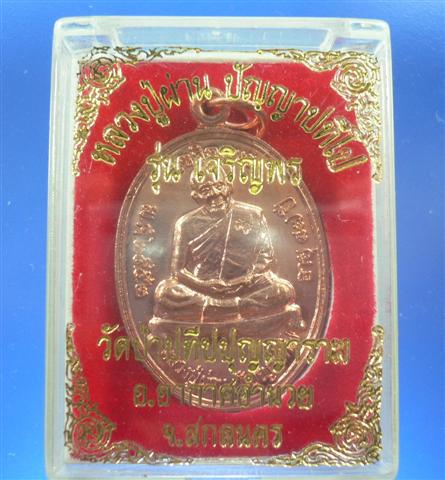 หลวงปู่ผ่าน ปัญญาปทีโป
รุ่น เจริญพร
วัดป่าปทีปปุญญาราม
อ.อากาศอำนวย
จ.สกลนคร